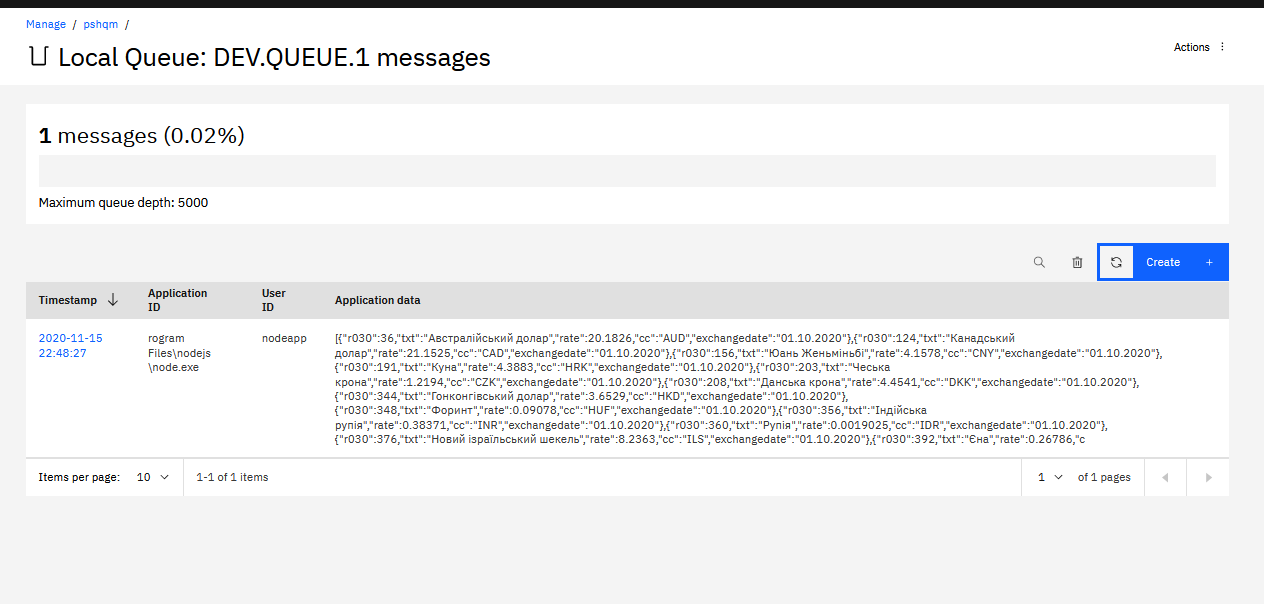 Manage / pshqm /
Local Queue: DEV.QUEUE.1 messages
Actions
1 messages (0.02%)
Maximum queue depth: 5000
Create +
Timestamp Application ID User ID Application data
2020-11-15 22:48:27
rogram Files\nodejs\node.exe
nodeapp
[{"r030":36,"txt":"Австралійський долар","rate":20.1826,"cc":"AUD","exchangedate":"01.10.2020"},{"r030":124,"txt":"Канадський
долар","rate":21.1525,"cc":"CAD","exchangedate":"01.10.2020"},{"r030":156,"txt":"Юань Женьміньбі","rate":4.1578,"cc":"CNY","exchangedate":"01.10.2020"},
{"r030":191,"txt":"Куна","rate":4.3883,"cc":"HRK","exchangedate":"01.10.2020"},{"r030":203,"txt":"Чеська
крона","rate":1.2194,"cc":"CZK","exchangedate":"01.10.2020"},{"r030":208,"txt":"Данська крона","rate":4.4541,"cc":"DKK","exchangedate":"01.10.2020"},
{"r030":344,"txt":"Гонконгівський долар","rate":3.6529,"cc":"HKD","exchangedate":"01.10.2020"},
{"r030":348,"txt":"Форинт","rate":0.09078,"cc":"HUF","exchangedate":"01.10.2020"},{"r030":356,"txt":"Індійська
рупія","rate":0.38371,"cc":"INR","exchangedate":"01.10.2020"},{"r030":360,"txt":"Рупія","rate":0.0019025,"cc":"IDR","exchangedate":"01.10.2020"},
{"r030":376,"txt":"Новий ізраїльський шекель","rate":8.2363,"cc":"ILS","exchangedate":"01.10.2020"},{"r030":392,"txt":"Єна","rate":0.26786,"c
Items per page: 10 1-1 of 1 items 1 of 1 pages